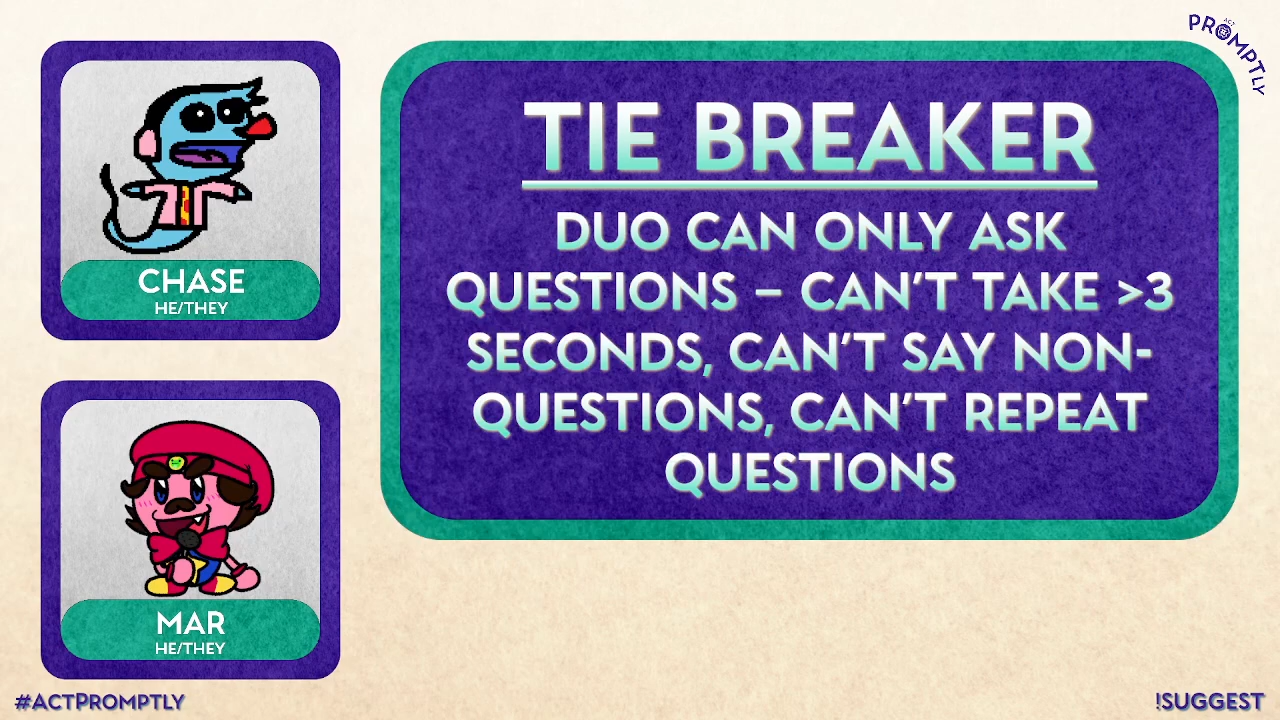 ACT
PROMPTLY
TIE BREAKER
DUO CAN ONLY ASK
QUESTIONS – CAN'T TAKE >3
SECONDS, CAN'T SAY NON-
QUESTIONS, CAN'T REPEAT
QUESTIONS
CHASE
HE/THEY
MAR
HE/THEY
#ACTPROMPTLY
!SUGGEST